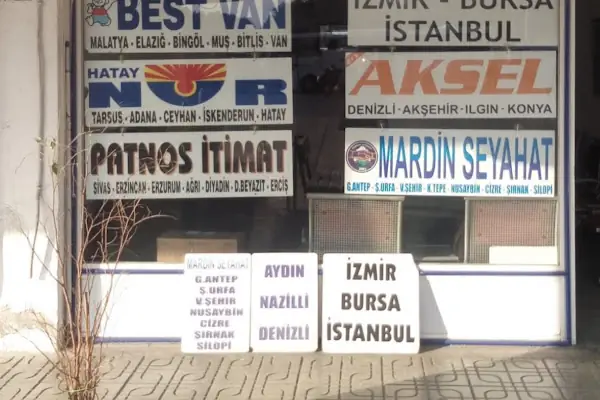 BEST VAN
MALATYA - ELAZIĞ - BİNGÖL - MUŞ - BİTLİS - VAN
İZMİR - BURSA
İSTANBUL
HATAY
NUR
TARSUS - ADANA - CEYHAN - İSKENDERUN - HATAY
AKSEL
DENİZLİ - AKŞEHİR - ILGIN - KONYA
PATNOS İTİMAT
SİVAS - ERZİNCAN - ERZURUM - AĞRI - DİYADİN - D.BEYAZIT - ERCİŞ
MARDİN SEYAHAT
G.ANTEP - Ş.URFA - V.ŞEHİR - K.TEPE - NUSAYBİN - CİZRE - ŞIRNAK - SİLOPİ
MARDİN SEYAHAT
G.ANTEP
Ş.URFA
V.ŞEHİR
NUSAYBİN
CİZRE
ŞIRNAK
SİLOPİ
AYDIN
NAZİLLİ
DENİZLİ
İZMİR
BURSA
İSTANBUL